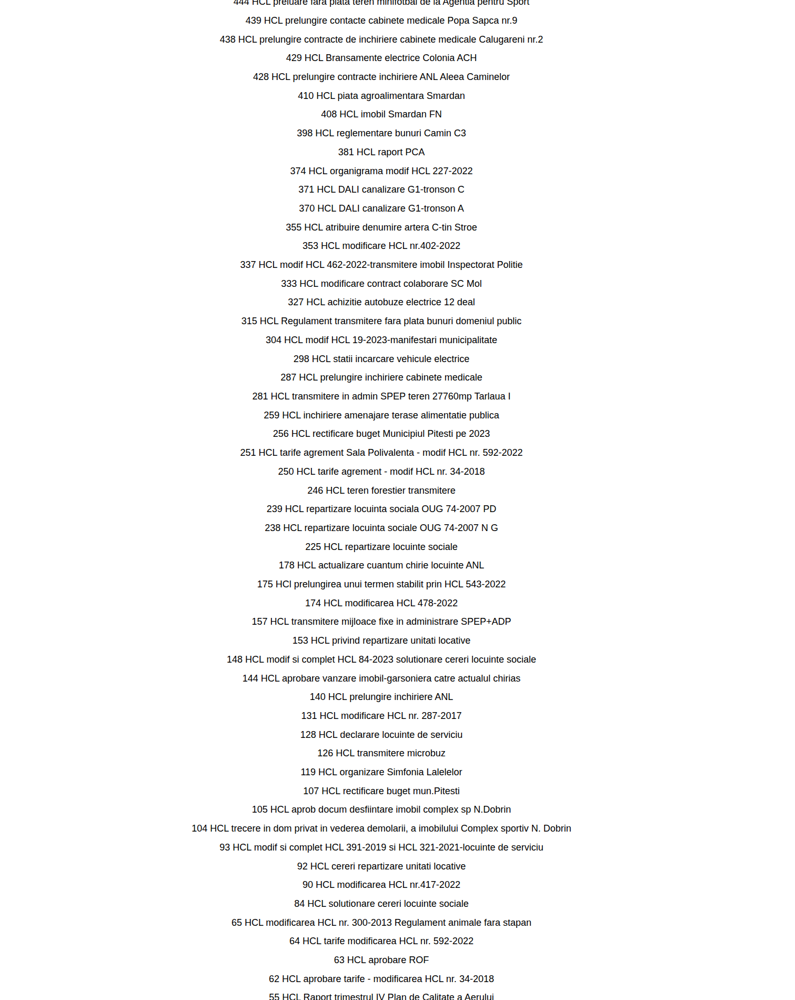 444 HCL preluare fara plata teren minifotbal de la Agentia pentru Sport
439 HCL prelungire contacte cabinete medicale Popa Sapca nr.9
438 HCL prelungire contracte de inchiriere cabinete medicale Calugareni nr.2
429 HCL Bransamente electrice Colonia ACH
428 HCL prelungire contracte inchiriere ANL Aleea Caminelor
410 HCL piata agroalimentara Smardan
408 HCL imobil Smardan FN
398 HCL reglementare bunuri Camin C3
381 HCL raport PCA
374 HCL organigrama modif HCL 227-2022
371 HCL DALI canalizare G1-tronson C
370 HCL DALI canalizare G1-tronson A
355 HCL atribuire denumire artera C-tin Stroe
353 HCL modificare HCL nr.402-2022
337 HCL modif HCL 462-2022-transmitere imobil Inspectorat Politie
333 HCL modificare contract colaborare SC Mol
327 HCL achizitie autobuze electrice 12 deal
315 HCL Regulament transmitere fara plata bunuri domeniul public
304 HCL modif HCL 19-2023-manifestari municipalitate
298 HCL statii incarcare vehicule electrice
287 HCL prelungire inchiriere cabinete medicale
281 HCL transmitere in admin SPEP teren 27760mp Tarlaua I
259 HCL inchiriere amenajare terase alimentatie publica
256 HCL rectificare buget Municipiul Pitesti pe 2023
251 HCL tarife agrement Sala Polivalenta - modif HCL nr. 592-2022
250 HCL tarife agrement - modif HCL nr. 34-2018
246 HCL teren forestier transmitere
239 HCL repartizare locuinta sociala OUG 74-2007 PD
238 HCL repartizare locuinta sociale OUG 74-2007 N G
225 HCL repartizare locuinte sociale
178 HCL actualizare cuantum chirie locuinte ANL
175 HCl prelungirea unui termen stabilit prin HCL 543-2022
174 HCL modificarea HCL 478-2022
157 HCL transmitere mijloace fixe in administrare SPEP+ADP
153 HCL privind repartizare unitati locative
148 HCL modif si complet HCL 84-2023 solutionare cereri locuinte sociale
144 HCL aprobare vanzare imobil-garsoniera catre actualul chirias
140 HCL prelungire inchiriere ANL
131 HCL modificare HCL nr. 287-2017
128 HCL declarare locuinte de serviciu
126 HCL transmitere microbuz
119 HCL organizare Simfonia Lalelelor
107 HCL rectificare buget mun.Pitesti
105 HCL aprob docum desfiintare imobil complex sp N.Dobrin
104 HCL trecere in dom privat in vederea demolarii, a imobilului Complex sportiv N. Dobrin
93 HCL modif si complet HCL 391-2019 si HCL 321-2021-locuinte de serviciu
92 HCL cereri repartizare unitati locative
90 HCL modificarea HCL nr.417-2022
84 HCL solutionare cereri locuinte sociale
65 HCL modificarea HCL nr. 300-2013 Regulament animale fara stapan
64 HCL tarife modificarea HCL nr. 592-2022
63 HCL aprobare ROF
62 HCL aprobare tarife - modificarea HCL nr. 34-2018
55 HCL Raport trimestrul IV Plan de Calitate a Aerului